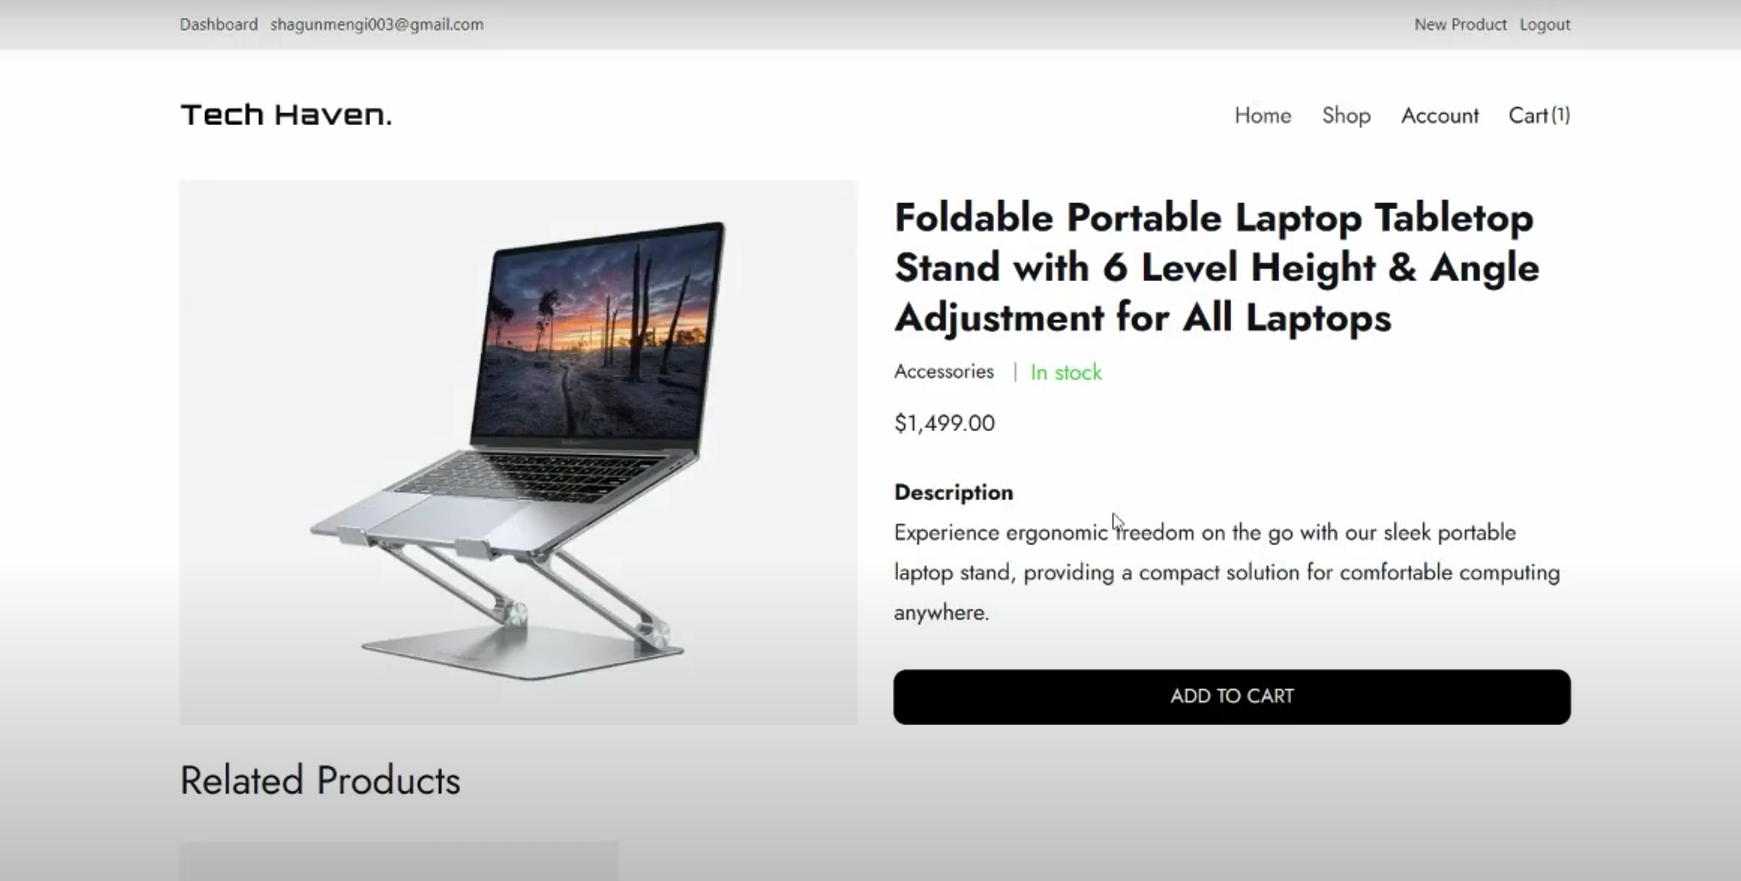 Dashboard shagunmengi003@gmail.com New Product Logout
Tech Haven. Home Shop Account Cart(1)
Foldable Portable Laptop Tabletop
Stand with 6 Level Height & Angle
Adjustment for All Laptops
Accessories | In stock
$1,499.00
Description
Experience ergonomic freedom on the go with our sleek portable
laptop stand, providing a compact solution for comfortable computing
anywhere.
ADD TO CART
Related Products